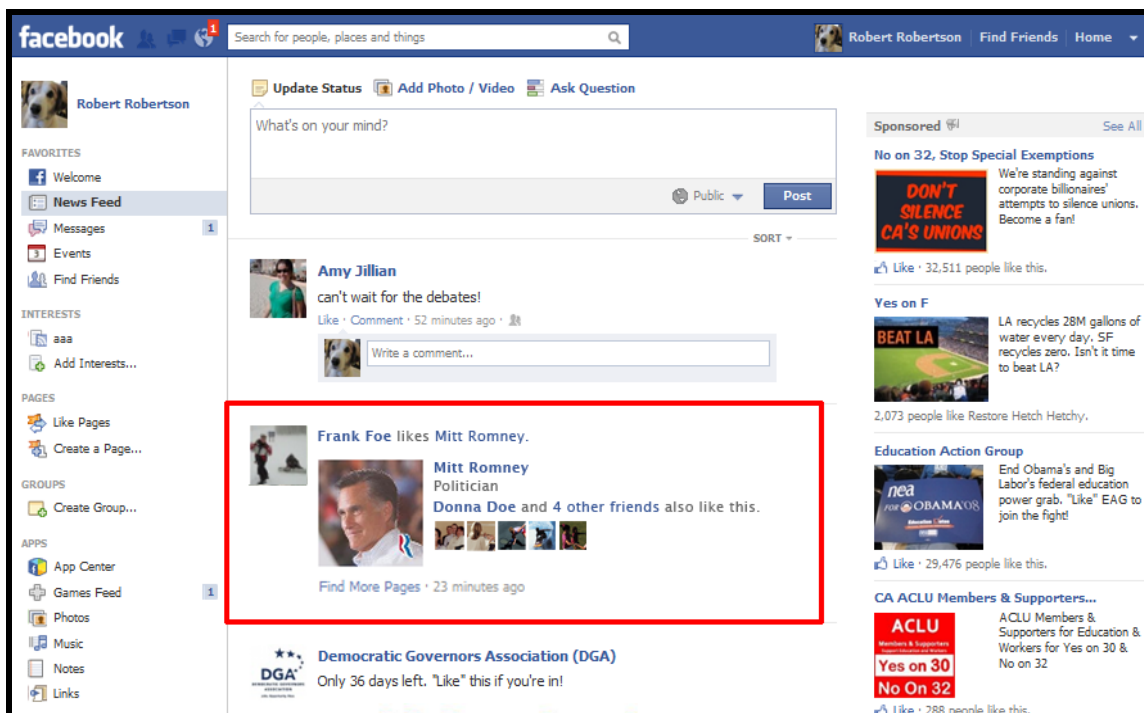 facebook
1
Search for people, places and things
Robert Robertson
Find Friends
Home
Robert Robertson
FAVORITES
Welcome
News Feed
Messages 1
3 Events
Find Friends
INTERESTS
aaa
Add Interests...
PAGES
Like Pages
Create a Page...
GROUPS
Create Group...
APPS
App Center
Games Feed 1
Photos
Music
Notes
Links
Update Status Add Photo / Video Ask Question
What's on your mind?
Public Post
SORT
Amy Jillian
can't wait for the debates!
Like · Comment · 52 minutes ago ·
Write a comment...
Frank Foe likes Mitt Romney.
Mitt Romney
Politician
Donna Doe and 4 other friends also like this.
Find More Pages · 23 minutes ago
DGA
Democratic Governors Association (DGA)
Only 36 days left. "Like" this if you're in!
Sponsored See All
No on 32, Stop Special Exemptions
DON'T
SILENCE
CA'S UNIONS
We're standing against
corporate billionaires'
attempts to silence unions.
Become a fan!
Like · 32,511 people like this.
Yes on F
BEAT LA
LA recycles 28M gallons of
water every day. SF
recycles zero. Isn't it time
to beat LA?
2,073 people like Restore Hetch Hetchy.
Education Action Group
nea
FOR OBAMA'08
End Obama's and Big
Labor's federal education
power grab. "Like" EAG to
join the fight!
Like · 29,476 people like this.
CA ACLU Members & Supporters...
ACLU
Members & Supporters
Yes on 30
No On 32
ACLU Members &
Supporters for Education &
Workers for Yes on 30 &
No on 32
Like · 288 people like this.